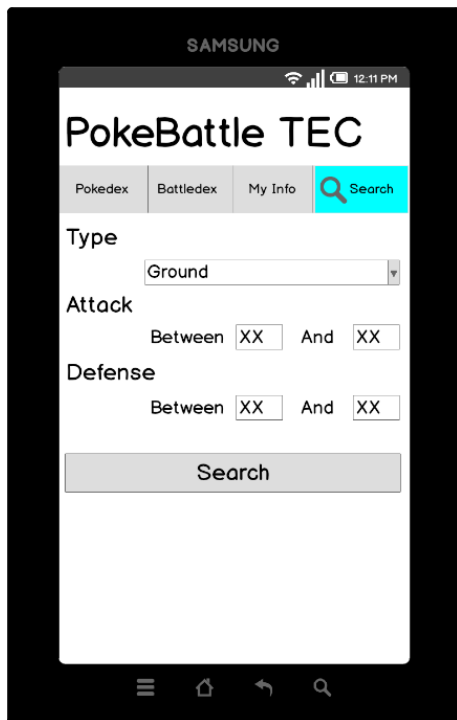 SAMSUNG
12:11 PM
PokeBattle TEC
Pokedex Battledex My Info Search
Type
Ground
Attack
Between XX And XX
Defense
Between XX And XX
Search